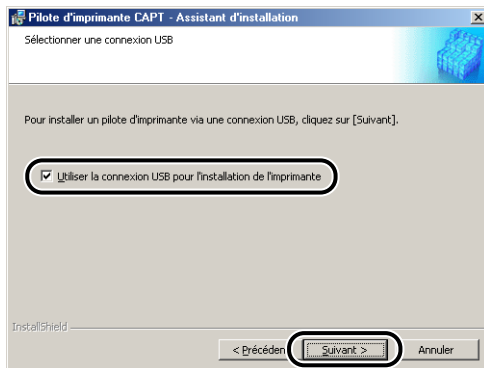 Pilote d'imprimante CAPT - Assistant d'installation
Sélectionner une connexion USB
Pour installer un pilote d'imprimante via une connexion USB, cliquez sur [Suivant].
Utiliser la connexion USB pour l'installation de l'imprimante
InstallShield
< Précéden
Suivant >
Annuler